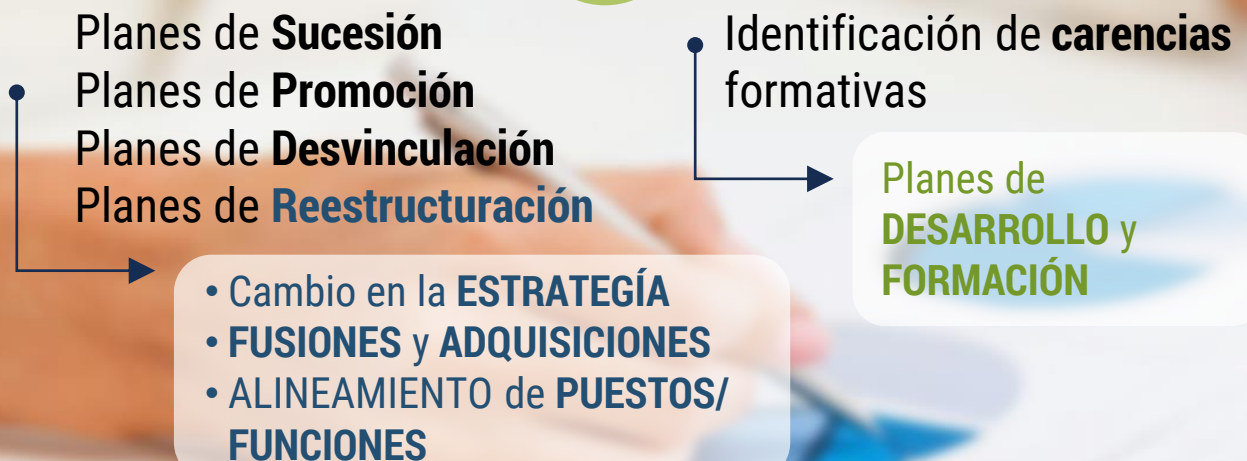 Planes de Sucesión
Planes de Promoción
Planes de Desvinculación
Planes de Reestructuración
• Cambio en la ESTRATEGÍA
• FUSIONES y ADQUISICIONES
• ALINEAMIENTO de PUESTOS/
FUNCIONES
Identificación de carencias
formativas
Planes de
DESARROLLO y
FORMACIÓN